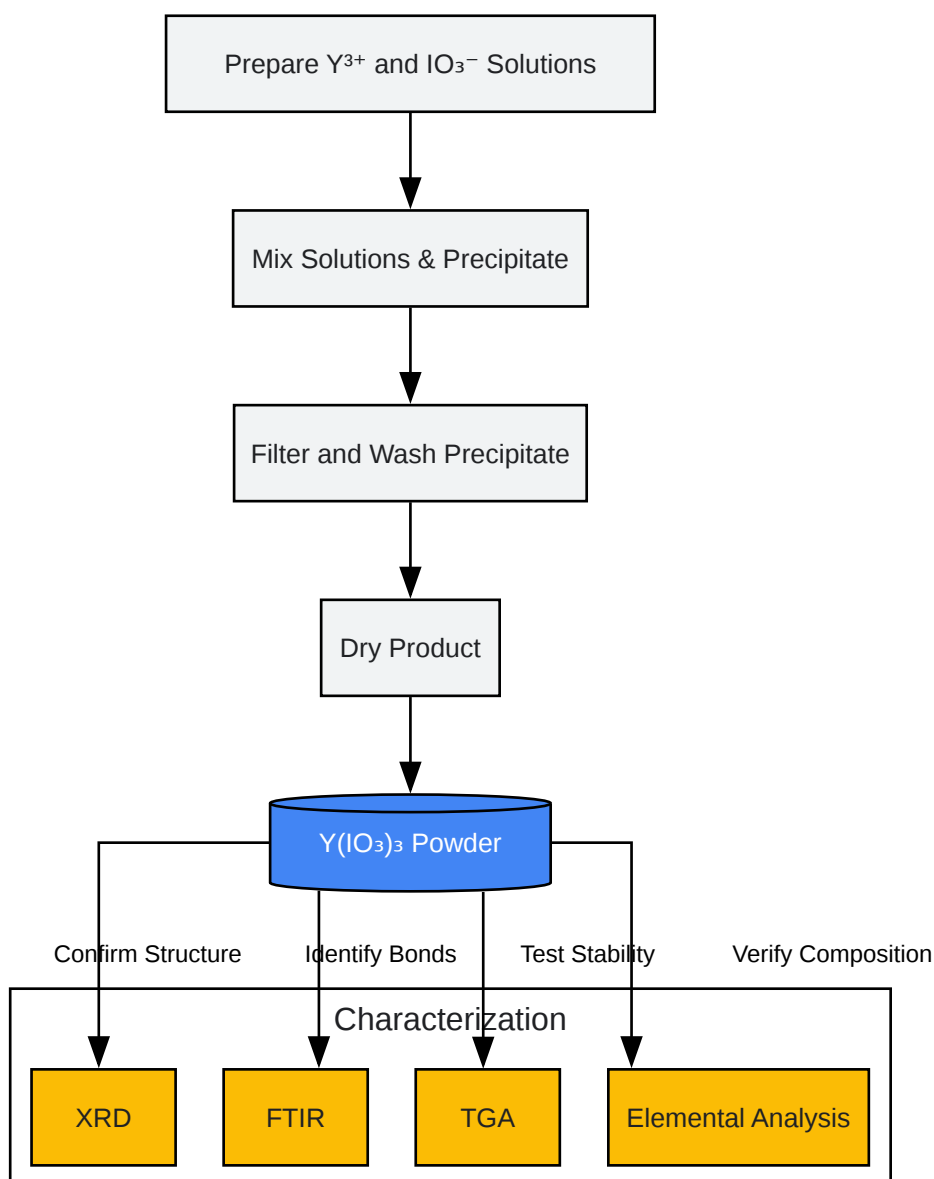 Prepare Y³⁺ and IO₃⁻ Solutions
Mix Solutions & Precipitate
Filter and Wash Precipitate
Dry Product
Y(IO₃)₃ Powder
Confirm Structure
Identify Bonds
Test Stability
Verify Composition
Characterization
XRD
FTIR
TGA
Elemental Analysis